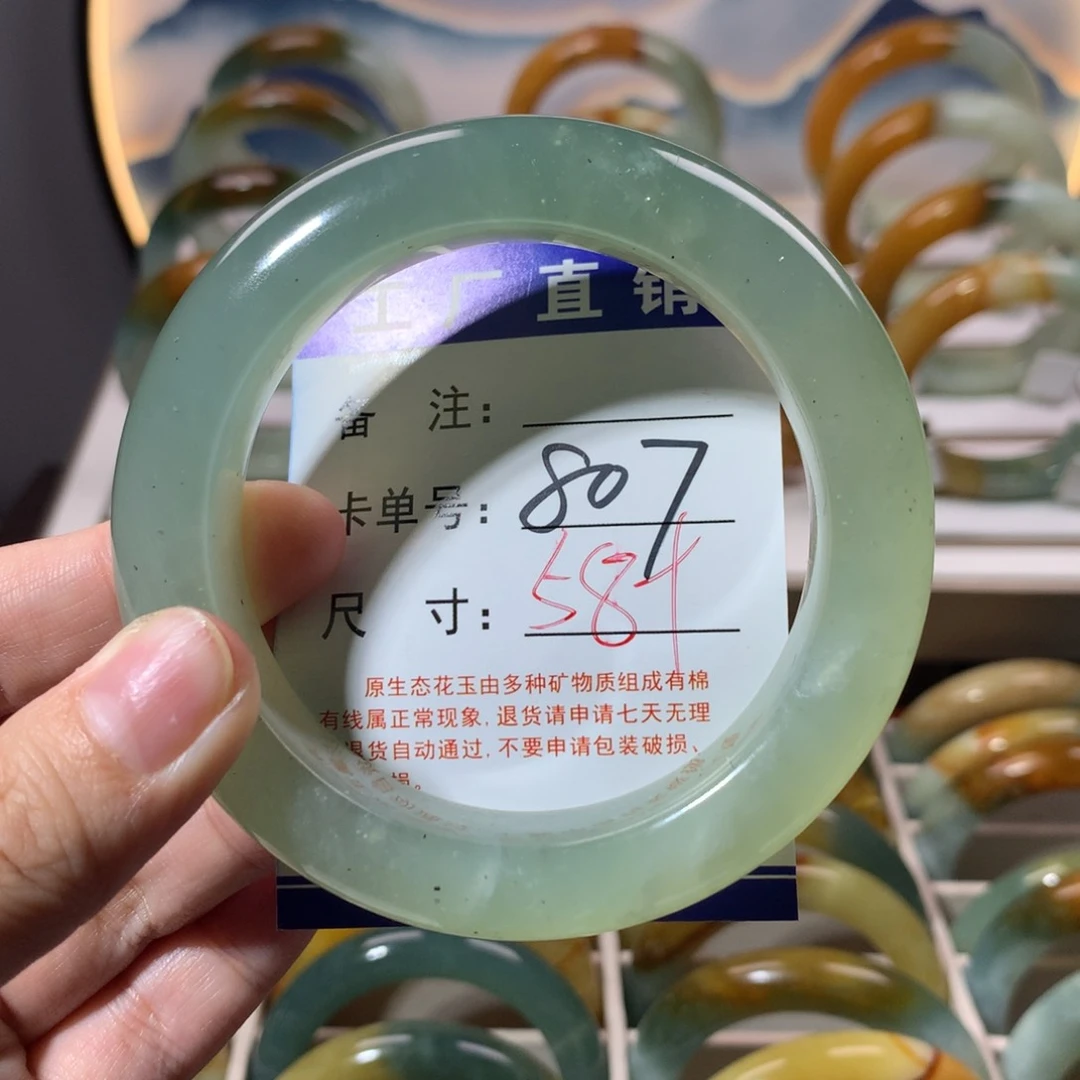 工厂直销
备 注：
卡单号：807
尺 寸：584
原生态花玉由多种矿物质组成有棉
有线属正常现象，退货请申请七天无理
退货自动通过，不要申请包装破损、
损。